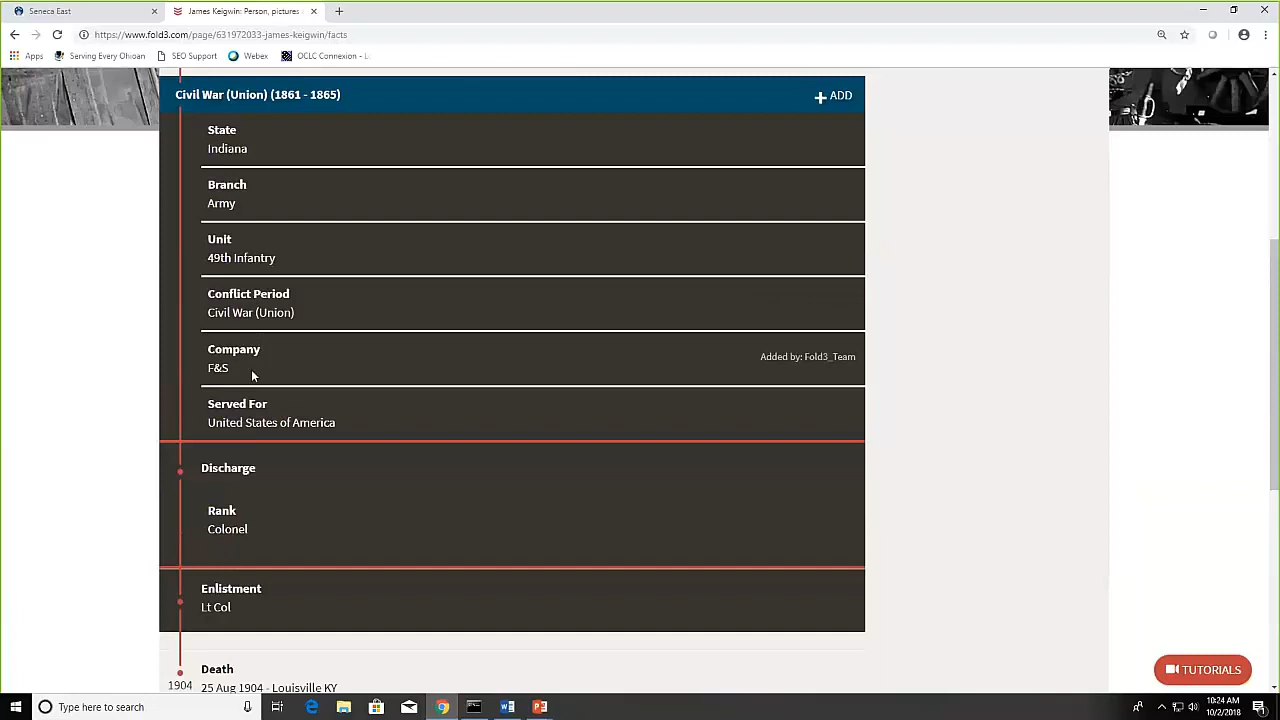 Seneca East
James Keigwin: Person, pictures
https://www.fold3.com/page/631972033-james-keigwin/facts
Apps Serving Every Ohioan SEO Support Webex OCLC Connexion - L
Civil War (Union) (1861 - 1865)
ADD
State
Indiana
Branch
Army
Unit
49th Infantry
Conflict Period
Civil War (Union)
Company
F&S
Added by: Fold3_Team
Served For
United States of America
Discharge
Rank
Colonel
Enlistment
Lt Col
Death
1904
25 Aug 1904 - Louisville KY
TUTORIALS
Type here to search
10:24 AM
10/2/2018